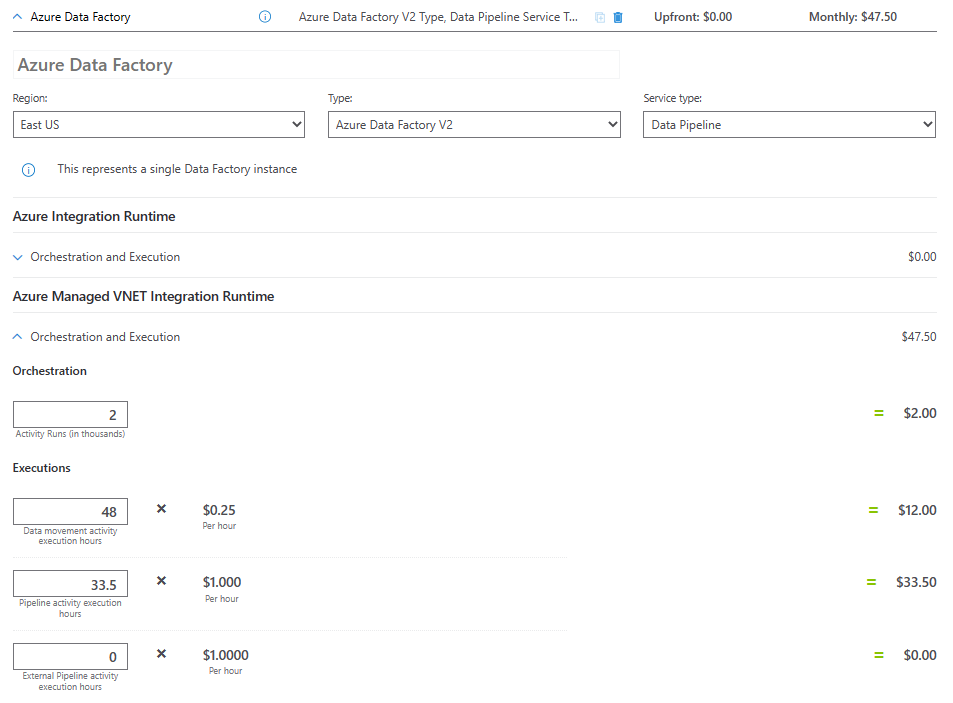 Azure Data Factory Azure Data Factory V2 Type, Data Pipeline Service T... Upfront: $0.00 Monthly: $47.50
Azure Data Factory
Region: Type: Service type:
East US Azure Data Factory V2 Data Pipeline
This represents a single Data Factory instance
Azure Integration Runtime
Orchestration and Execution $0.00
Azure Managed VNET Integration Runtime
Orchestration and Execution $47.50
Orchestration
2 = $2.00
Activity Runs (in thousands)
Executions
48 × $0.25 = $12.00
Data movement activity Per hour
execution hours
33.5 × $1.000 = $33.50
Pipeline activity execution Per hour
hours
0 × $1.0000 = $0.00
External Pipeline activity Per hour
execution hours